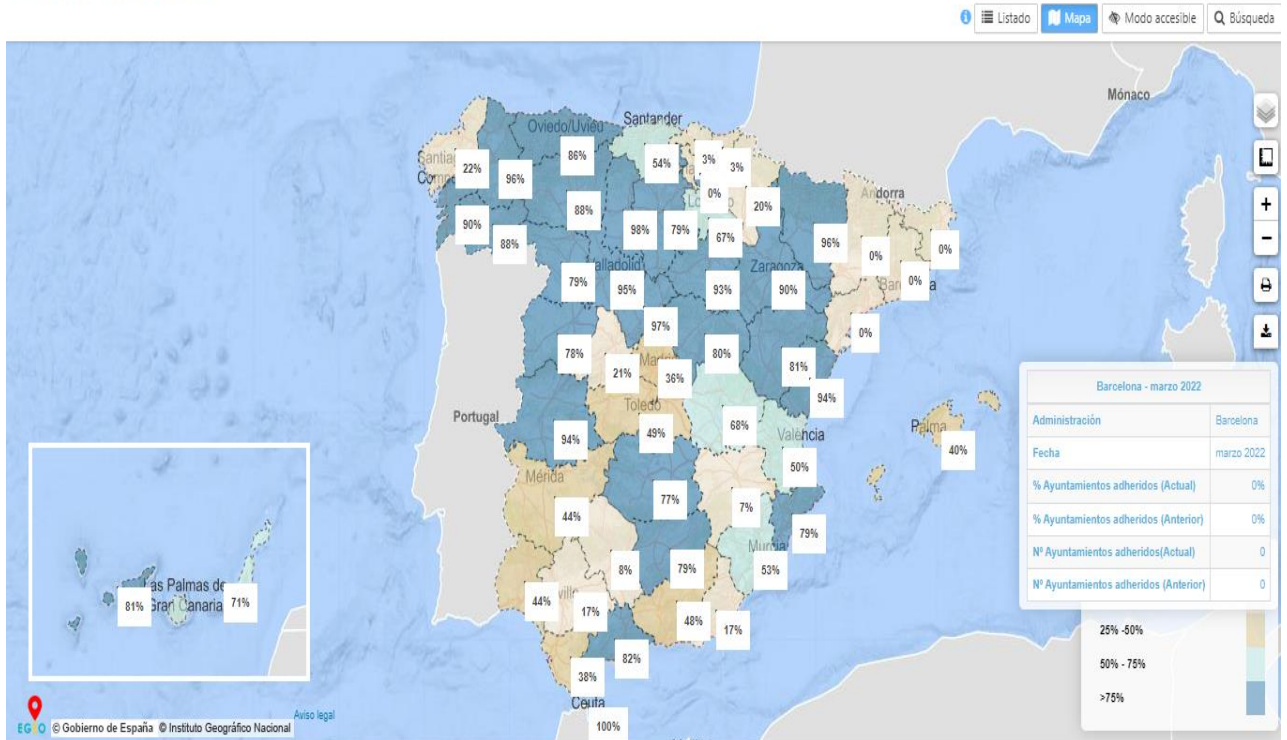 Listado Mapa Modo accesible Búsqueda
Mónaco
Oviedo/Uviéu Santander
86% 54% 3% 3%
22% 96% 0% Andorra
88% 20%
90% 88% 98% 79% 67% 96% 0% 0%
Valladolid Zaragoza
79% 95% 93% 90% 0%
97% 0%
78% 80%
21% 36% 81%
Toledo 94%
Portugal
94% 49% 68% València
Palma
40%
Mérida 50%
77% 7%
44% 79%
Murcia
8% 79% 53%
44% 17% 48% 17%
82%
38%
Ceuta
100%
Las Palmas de
Gran Canaria
81% 71%
Barcelona - marzo 2022
Administración Barcelona
Fecha marzo 2022
% Ayuntamientos adheridos (Actual) 0%
% Ayuntamientos adheridos (Anterior) 0%
Nº Ayuntamientos adheridos(Actual) 0
Nº Ayuntamientos adheridos (Anterior) 0
25% -50%
50% - 75%
>75%
Aviso legal
© Gobierno de España © Instituto Geográfico Nacional